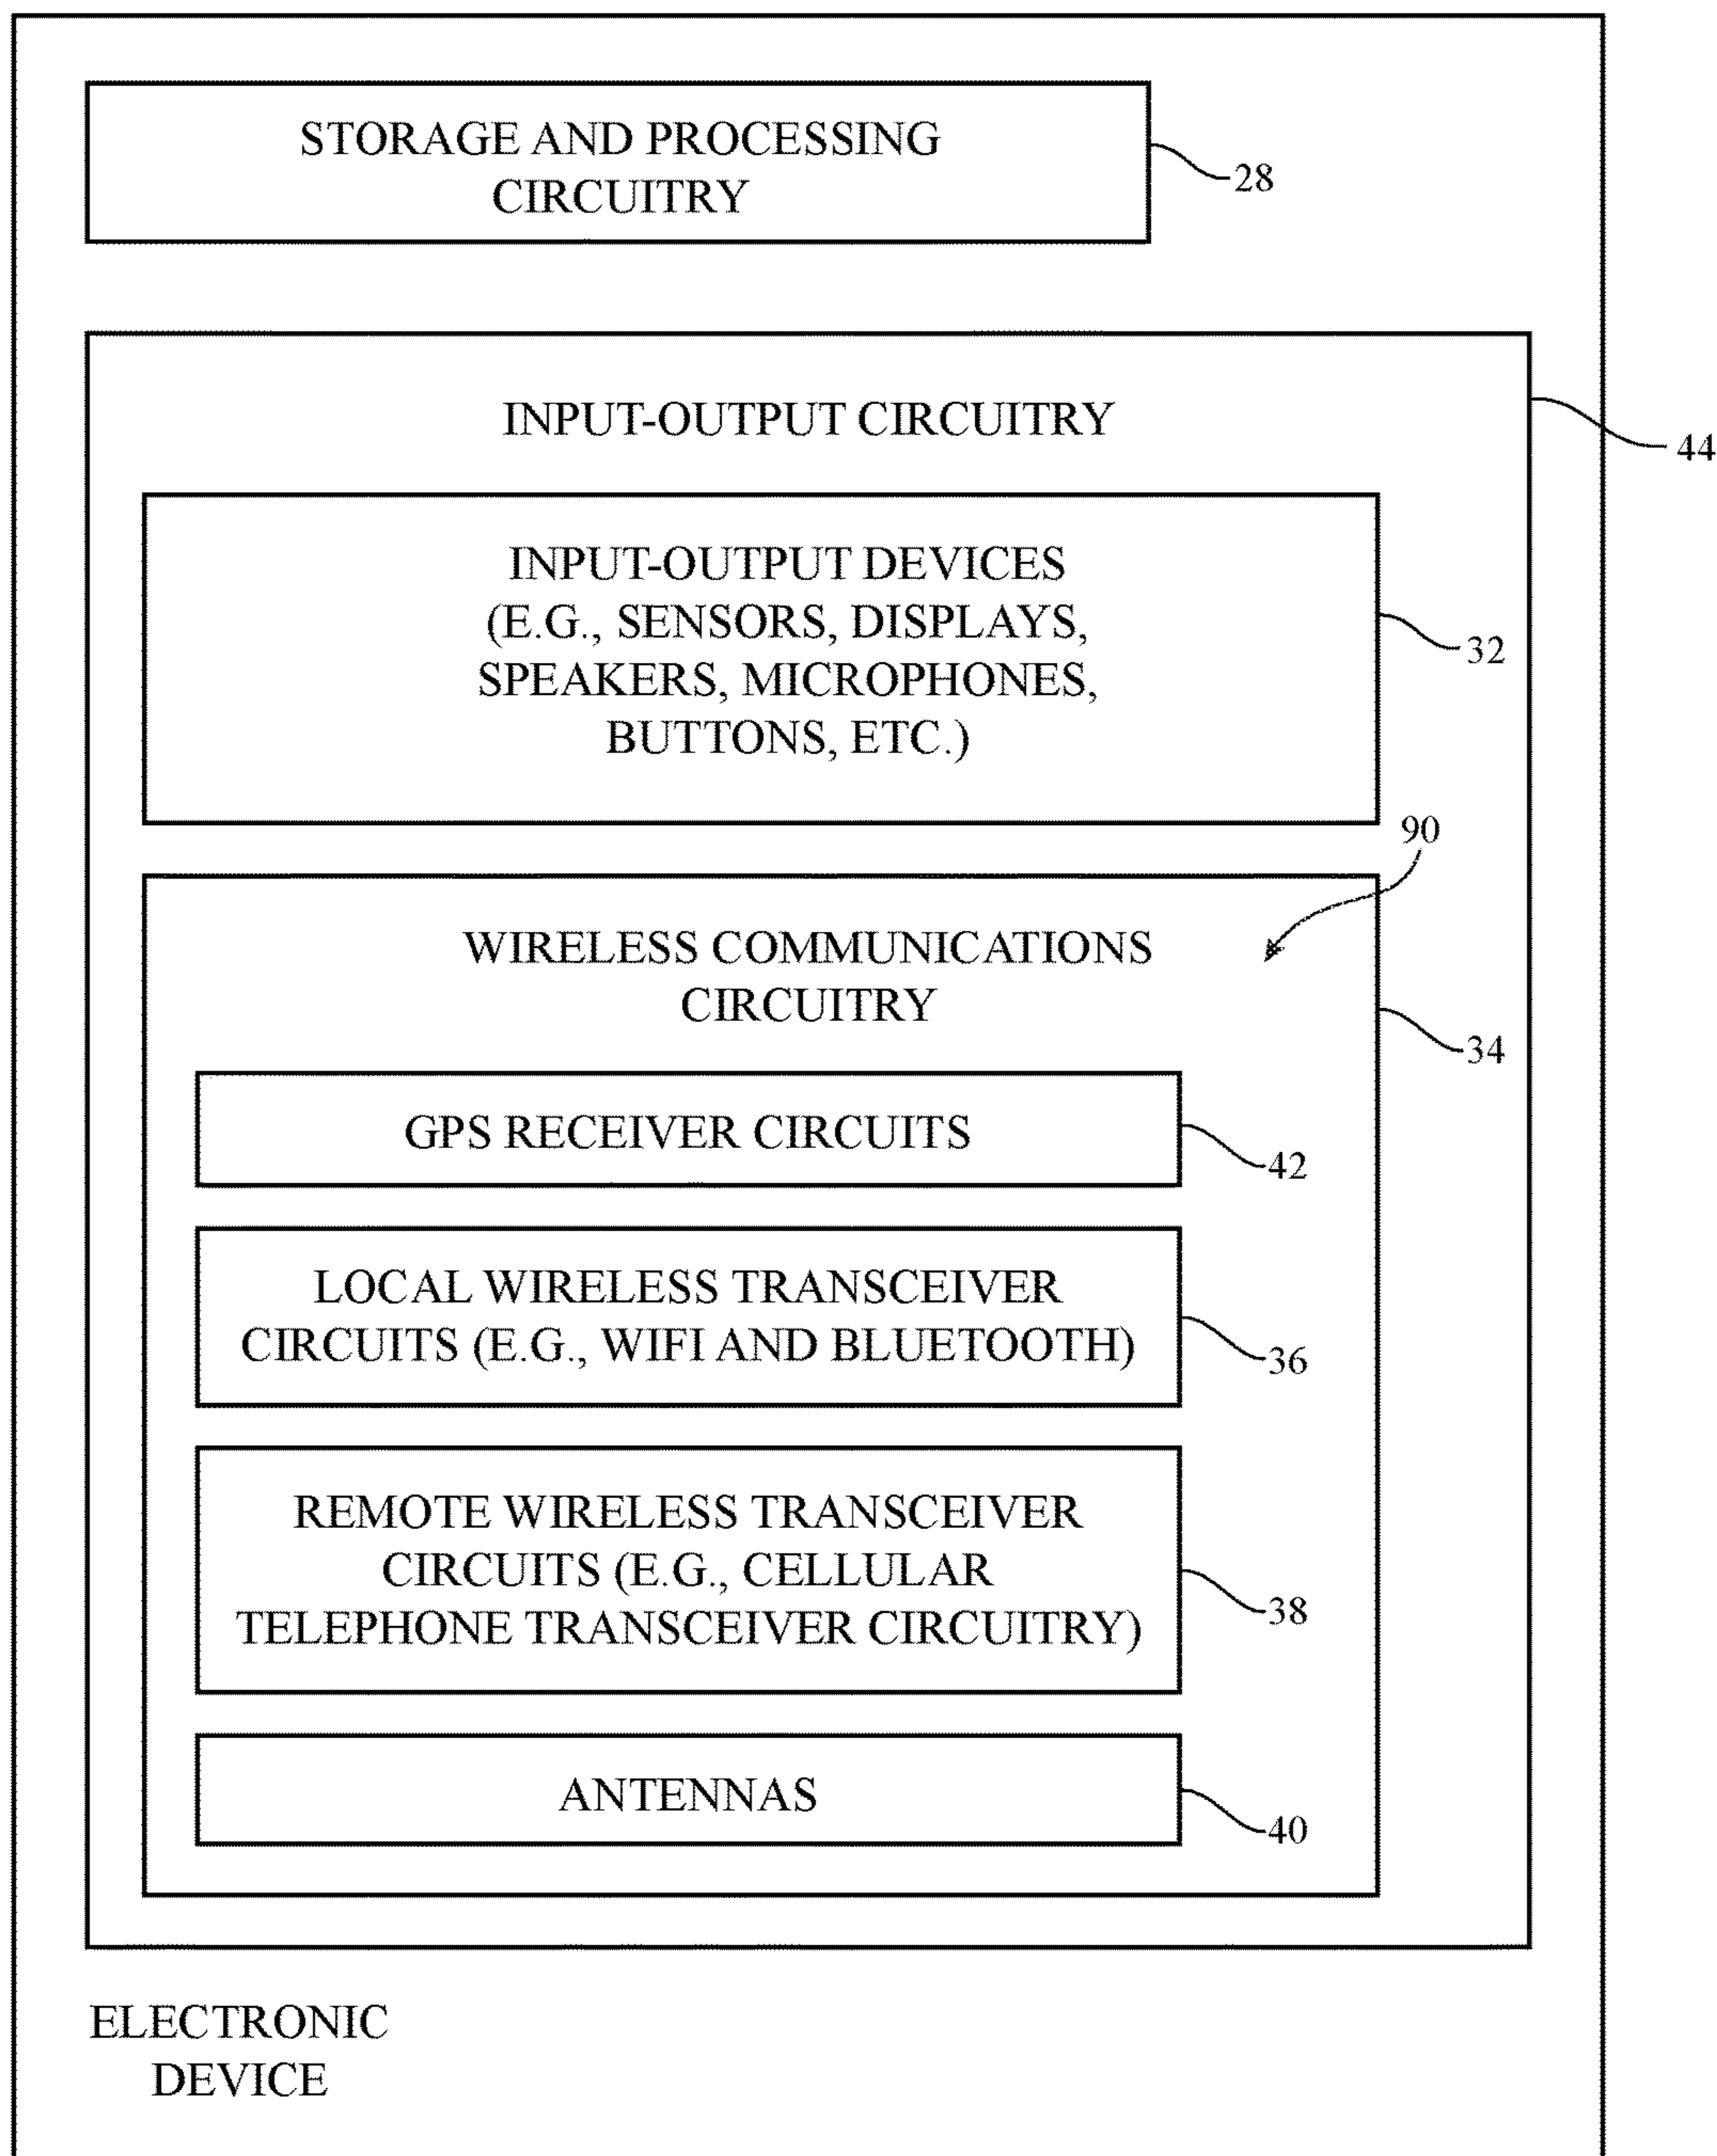 STORAGE AND PROCESSING
CIRCUITRY
28
INPUT-OUTPUT CIRCUITRY
44
INPUT-OUTPUT DEVICES
(E.G., SENSORS, DISPLAYS,
SPEAKERS, MICROPHONES,
BUTTONS, ETC.)
32
90
WIRELESS COMMUNICATIONS
CIRCUITRY
34
GPS RECEIVER CIRCUITS
42
LOCAL WIRELESS TRANSCEIVER
CIRCUITS (E.G., WIFI AND BLUETOOTH)
36
REMOTE WIRELESS TRANSCEIVER
CIRCUITS (E.G., CELLULAR
TELEPHONE TRANSCEIVER CIRCUITRY)
38
ANTENNAS
40
ELECTRONIC
DEVICE